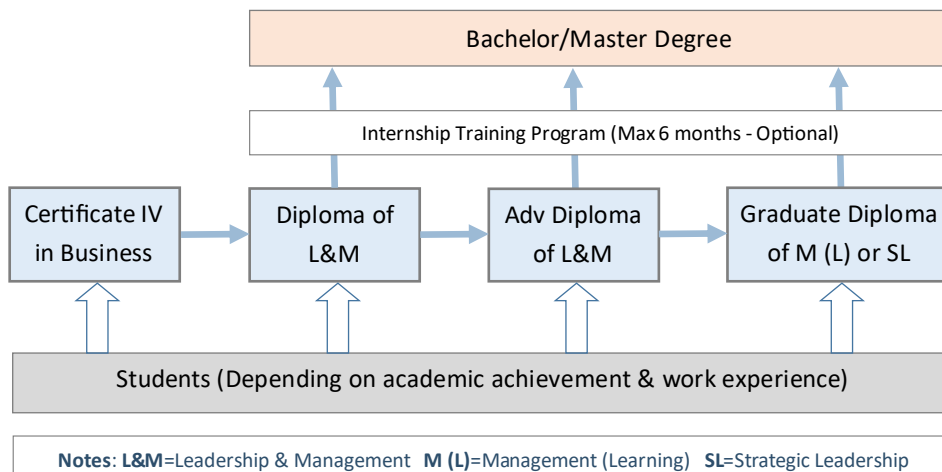 Bachelor/Master Degree
Internship Training Program (Max 6 months - Optional)
Certificate IV
in Business
Diploma of
L&M
Adv Diploma
of L&M
Graduate Diploma
of M (L) or SL
Students (Depending on academic achievement & work experience)
Notes: L&M=Leadership & Management M (L)=Management (Learning) SL=Strategic Leadership